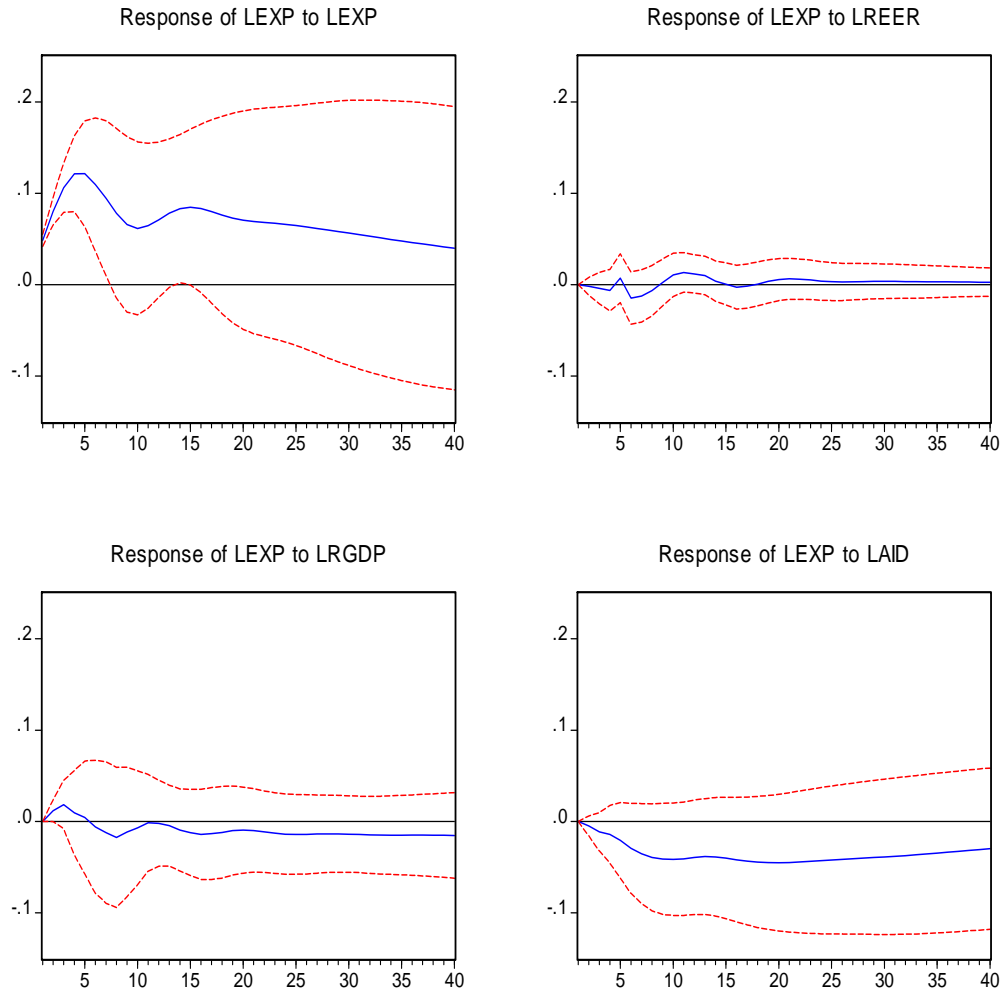 Response of LEXP to LEXP
.2
.1
.0
-.1
5 10 15 20 25 30 35 40
Response of LEXP to LREER
.2
.1
.0
-.1
5 10 15 20 25 30 35 40
Response of LEXP to LRGDP
.2
.1
.0
-.1
5 10 15 20 25 30 35 40
Response of LEXP to LAID
.2
.1
.0
-.1
5 10 15 20 25 30 35 40